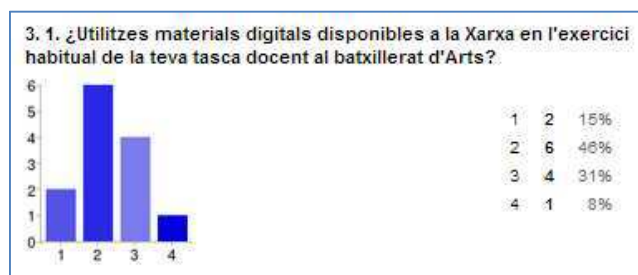 3. 1. ¿Utilitzes materials digitals disponibles a la Xarxa en l'exercici
habitual de la teva tasca docent al batxillerat d'Arts?
6
5
4
3
2
1
0
1 2 3 4
1 2 15%
2 6 46%
3 4 31%
4 1 8%